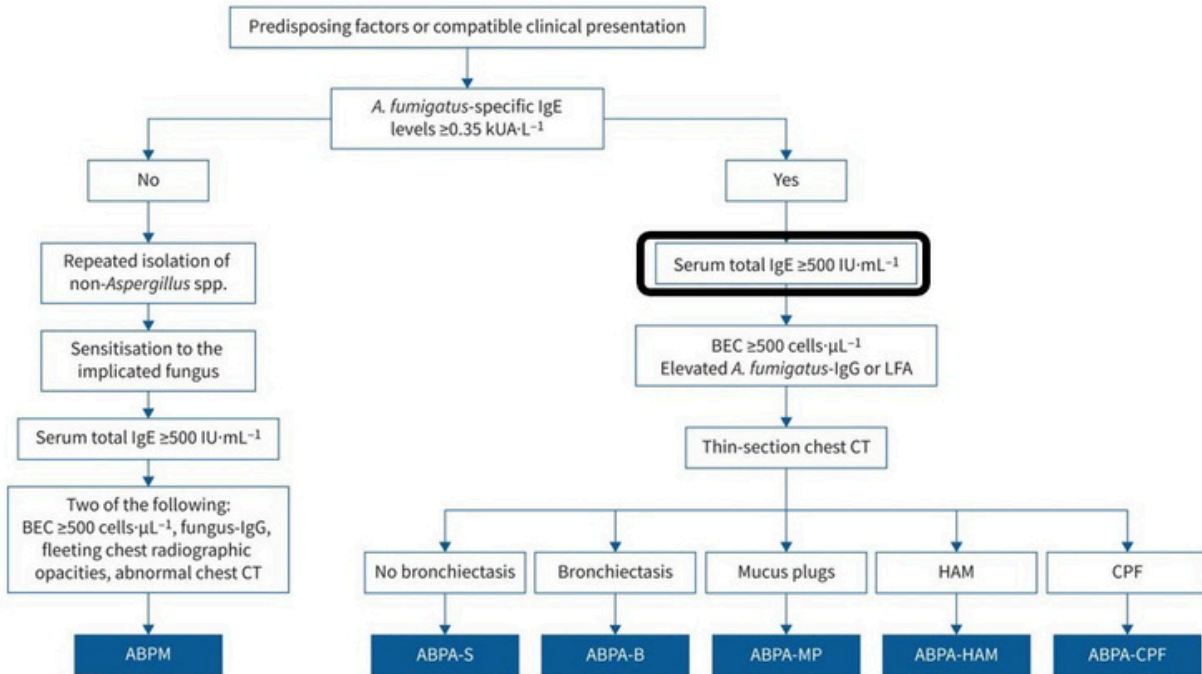 Predisposing factors or compatible clinical presentation
A. fumigatus-specific IgE
levels ≥0.35 kUA·L⁻¹
No
Yes
Repeated isolation of
non-Aspergillus spp.
Serum total IgE ≥500 IU·mL⁻¹
Sensitisation to the
implicated fungus
BEC ≥500 cells·µL⁻¹
Elevated A. fumigatus-IgG or LFA
Serum total IgE ≥500 IU·mL⁻¹
Thin-section chest CT
Two of the following:
BEC ≥500 cells·µL⁻¹, fungus-IgG,
fleeting chest radiographic
opacities, abnormal chest CT
No bronchiectasis
Bronchiectasis
Mucus plugs
HAM
CPF
ABPM
ABPA-S
ABPA-B
ABPA-MP
ABPA-HAM
ABPA-CPF